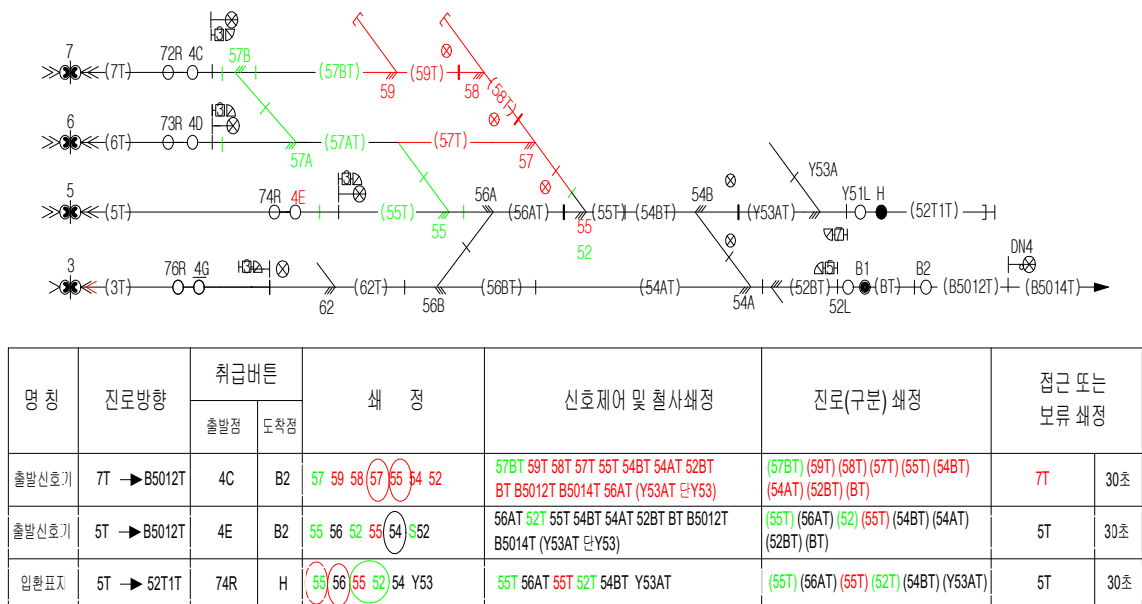 7 72R 4C 57B
(7T) (57BT) 59 (59T) 58 (58T)
6 73R 4D
(6T) 57A (57AT) (57T) 57
5 74R 4E 56A 54B Y53A Y51L H
(5T) (55T) 55 (56AT) 55 (55T) (54BT) (Y53AT) (52T1T)
52
3 76R 4G DN4
(3T) 62 (62T) 56B (56BT) (54AT) 54A (52BT) 52L B1 (BT) B2 (B5012T) (B5014T)
명 칭 진로방향 취급버튼 쇄 정 신호제어 및 철사쇄정 진로(구분) 쇄정 접근 또는
보류 쇄정
출발점 도착점
출발신호기 7T → B5012T 4C B2 57 59 58 57 55 54 52 57BT 59T 58T 57T 55T 54BT 54AT 52BT
BT B5012T B5014T 56AT (Y53AT 단Y53) (57BT) (59T) (58T) (57T) (55T) (54BT)
(54AT) (52BT) (BT) 7T 30초
출발신호기 5T → B5012T 4E B2 55 56 52 55 54 S52 56AT 52T 55T 54BT 54AT 52BT BT B5012T
B5014T (Y53AT 단Y53) (55T) (56AT) (52) (55T) (54BT) (54AT)
(52BT) (BT) 5T 30초
입환표지 5T → 52T1T 74R H 55 56 55 52 54 Y53 55T 56AT 55T 52T 54BT Y53AT (55T) (56AT) (55T) (52T) (54BT) (Y53AT) 5T 30초